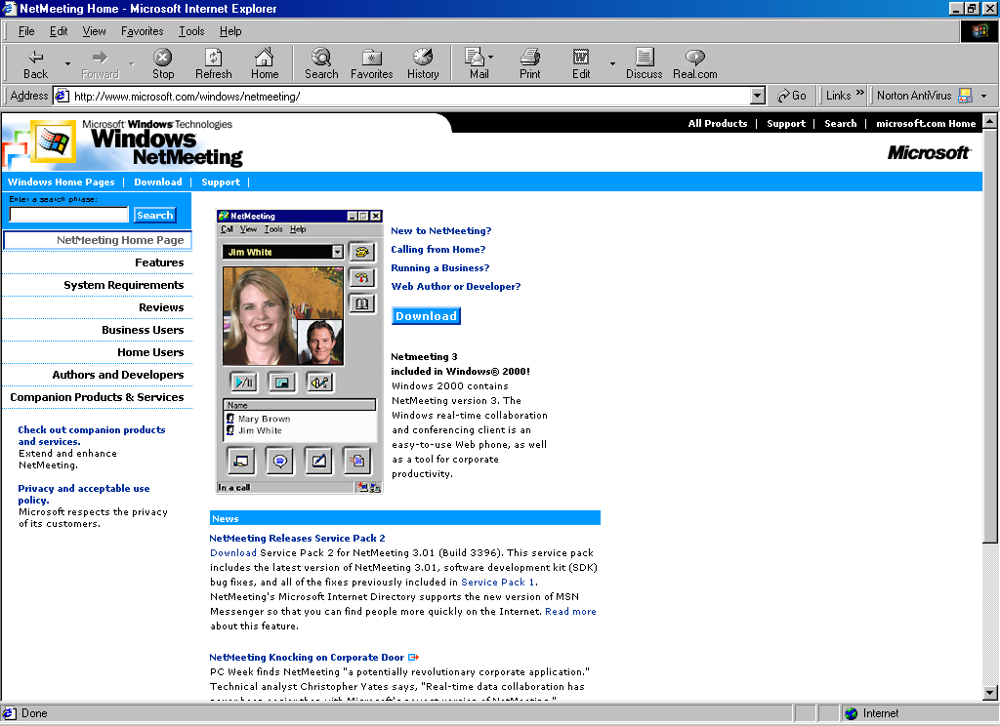 NetMeeting Home - Microsoft Internet Explorer
File Edit View Favorites Tools Help
Back Forward Stop Refresh Home Search Favorites History Mail Print Edit Discuss Real.com
Address http://www.microsoft.com/windows/netmeeting/ Go Links » Norton AntiVirus
Microsoft Windows Technologies
Windows
NetMeeting
All Products | Support | Search | microsoft.com Home
Microsoft
Windows Home Pages | Download | Support |
Enter a search phrase:
Search
NetMeeting Home Page
Features
System Requirements
Reviews
Business Users
Home Users
Authors and Developers
Companion Products & Services
Check out companion products
and services.
Extend and enhance
NetMeeting.
Privacy and acceptable use
policy.
Microsoft respects the privacy
of its customers.
NetMeeting
Call View Tools Help
Jim White
Name
Mary Brown
Jim White
In a call
New to NetMeeting?
Calling from Home?
Running a Business?
Web Author or Developer?
Download
Netmeeting 3
included in Windows® 2000!
Windows 2000 contains
NetMeeting version 3. The
Windows real-time collaboration
and conferencing client is an
easy-to-use Web phone, as well
as a tool for corporate
productivity.
News
NetMeeting Releases Service Pack 2
Download Service Pack 2 for NetMeeting 3.01 (Build 3396). This service pack
includes the latest version of NetMeeting 3.01, software development kit (SDK)
bug fixes, and all of the fixes previously included in Service Pack 1.
NetMeeting's Microsoft Internet Directory supports the new version of MSN
Messenger so that you can find people more quickly on the Internet. Read more
about this feature.
NetMeeting Knocking on Corporate Door
PC Week finds NetMeeting "a potentially revolutionary corporate application."
Technical analyst Christopher Yates says, "Real-time data collaboration has
never been easier than with Microsoft's newest version of NetMeeting."
Done
Internet